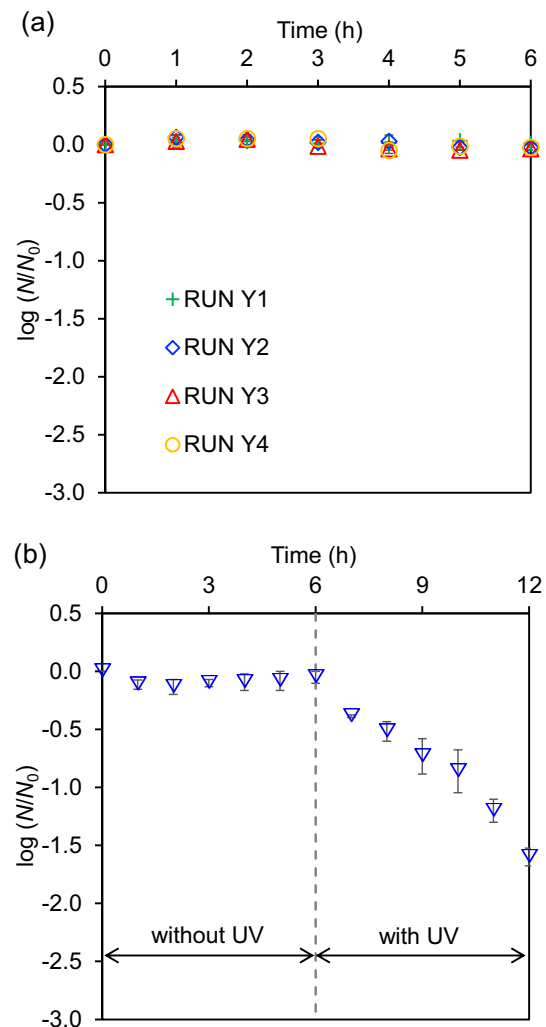 (a)
Time (h)
0 1 2 3 4 5 6
0.5
0.0
-0.5
-1.0
-1.5
-2.0
-2.5
-3.0
log (N/N₀)
RUN Y1
RUN Y2
RUN Y3
RUN Y4
(b)
Time (h)
0 3 6 9 12
0.5
0.0
-0.5
-1.0
-1.5
-2.0
-2.5
-3.0
log (N/N₀)
without UV with UV